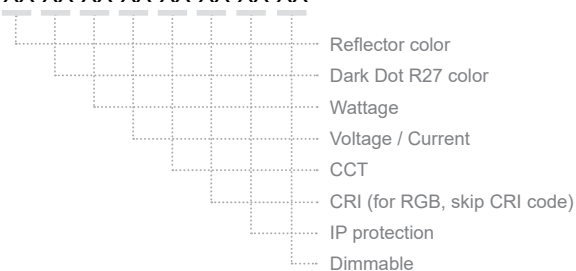 Reflector color
Dark Dot R27 color
Wattage
Voltage / Current
CCT
CRI (for RGB, skip CRI code)
IP protection
Dimmable